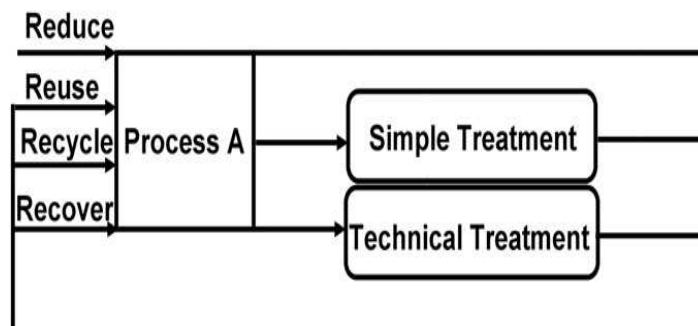 Reduce
Reuse
Recycle
Process A
Simple Treatment
Recover
Technical Treatment